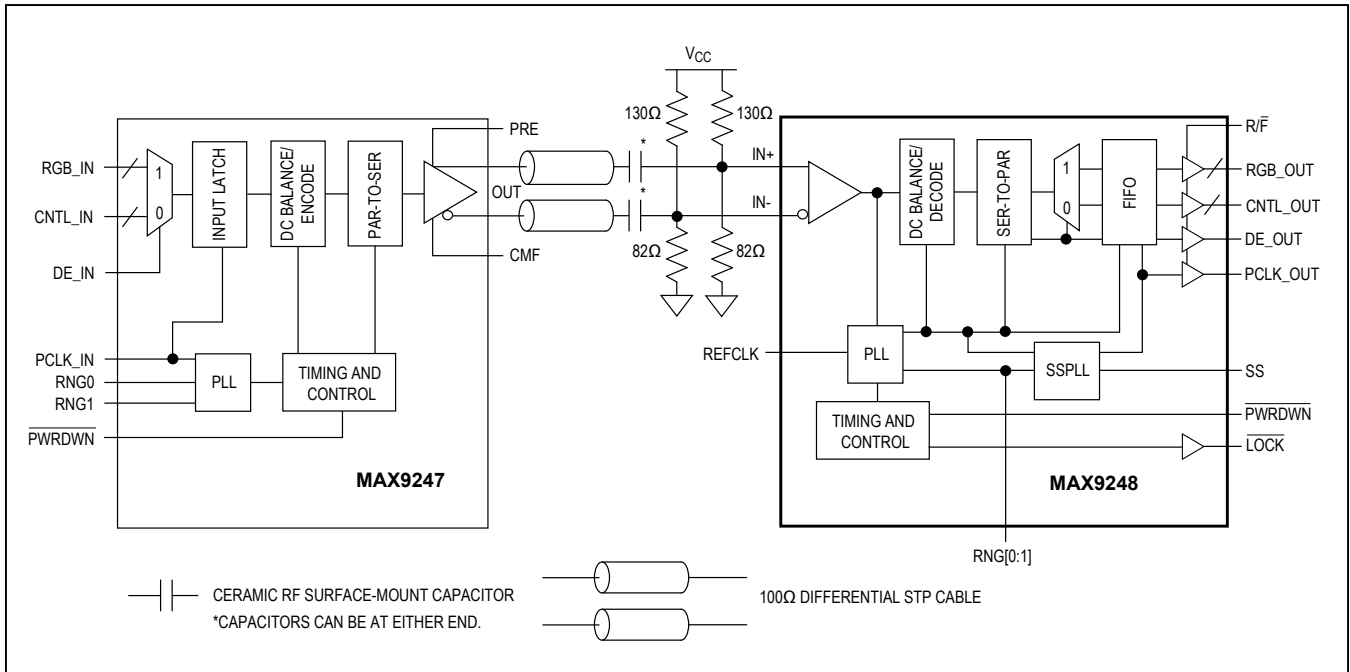 VCC
130Ω
130Ω
PRE
RGB_IN
CNTL_IN
DE_IN
1
0
INPUT LATCH
DC BALANCE/
ENCODE
PAR-TO-SER
OUT
CMF
*
*
IN+
IN-
82Ω
82Ω
PCLK_IN
RNG0
RNG1
PWRDWN
PLL
TIMING AND
CONTROL
MAX9247
DC BALANCE/
DECODE
SER-TO-PAR
1
0
FIFO
R/F
RGB_OUT
CNTL_OUT
DE_OUT
PCLK_OUT
REFCLK
PLL
SSPLL
SS
TIMING AND
CONTROL
PWRDWN
LOCK
MAX9248
RNG[0:1]
CERAMIC RF SURFACE-MOUNT CAPACITOR
*CAPACITORS CAN BE AT EITHER END.
100Ω DIFFERENTIAL STP CABLE